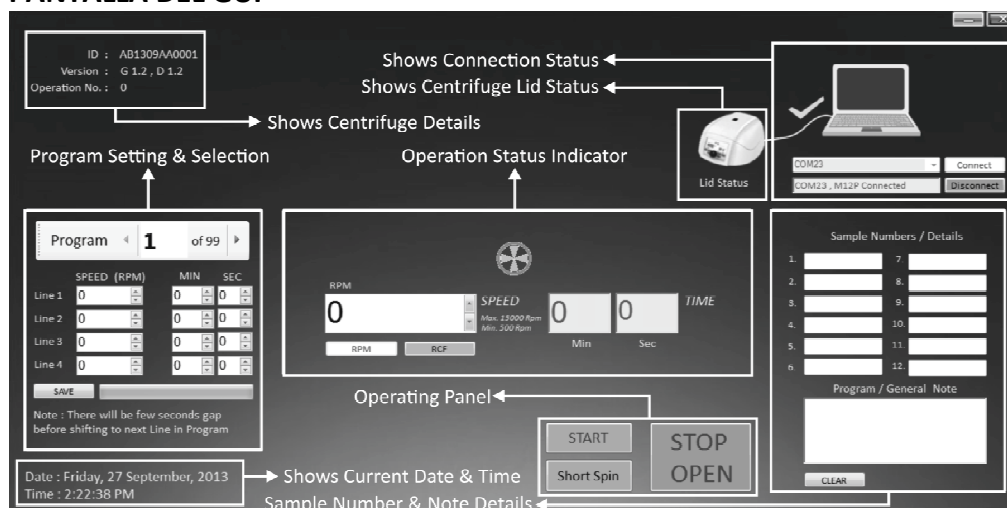 PANTALLA DEL GUI
ID : AB1309AA0001
Version : G 1.2 , D 1.2
Operation No. : 0
Shows Connection Status
Shows Centrifuge Lid Status
Shows Centrifuge Details
Program Setting & Selection
Operation Status Indicator
Lid Status
COM23
Connect
COM23 , M12P Connected
Disconnect
Program 1 of 99
SPEED (RPM) MIN SEC
Line 1 0 0 0
Line 2 0 0 0
Line 3 0 0 0
Line 4 0 0 0
SAVE
Note : There will be few seconds gap
before shifting to next Line in Program
RPM
0
SPEED
Max. 15000 Rpm
Min. 500 Rpm
RPM RCF
0 0 TIME
Min Sec
Sample Numbers / Details
1. 7.
2. 8.
3. 9.
4. 10.
5. 11.
6. 12.
Program / General Note
CLEAR
Operating Panel
START
Short Spin
STOP
OPEN
Date : Friday, 27 September, 2013
Time : 2:22:38 PM
Shows Current Date & Time
Sample Number & Note Details